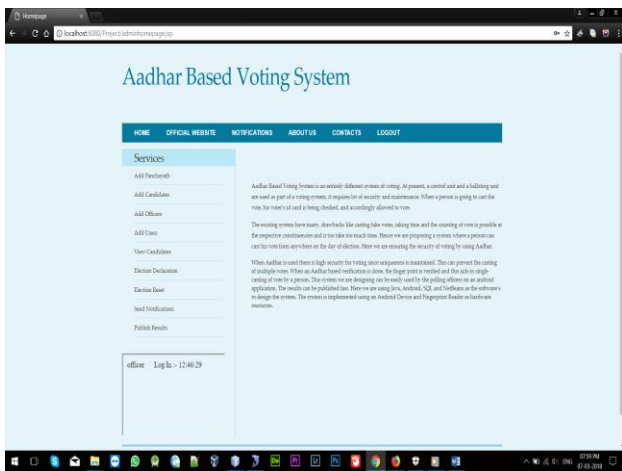 Homepage
localhost:8080/Project/adminhomepage.jsp
Aadhar Based Voting System
HOME OFFICIAL WEBSITE NOTIFICATIONS ABOUT US CONTACTS LOGOUT
Services
Add Panchayath
Add Candidates
Add Officers
Add Users
View Candidates
Election Declaration
Election Reset
Send Notifications
Publish Results
officer Log In :- 12:46:29
Aadhar Based Voting System is an entirely different system of voting. At present, a control unit and a balloting unit
are used as part of a voting system, it requires lot of security and maintenance. When a person is going to cast the
vote, his voter's id card is being checked, and accordingly allowed to vote.
The existing system have many, drawbacks like casting fake votes, taking time and the counting of vote is possible at
the respective constituencies and it too take too much time. Hence we are proposing a system where a person can
cast his vote from anywhere on the day of election. Here we are ensuring the security of voting by using Aadhar.
When Aadhar is used there is high security for voting since uniqueness is maintained. This can prevent the casting
of multiple votes. When an Aadhar based verification is done, the finger print is verified and this aids in single
casting of vote by a person. This system we are designing can be easily used by the polling officers on an android
application. The results can be published fast. Here we are using Java, Android, SQL and NetBeans as the software's
to design the system. The system is implemented using an Android Device and Fingerprint Reader as hardware
resources.
ENG
07:59 PM
07-03-2018